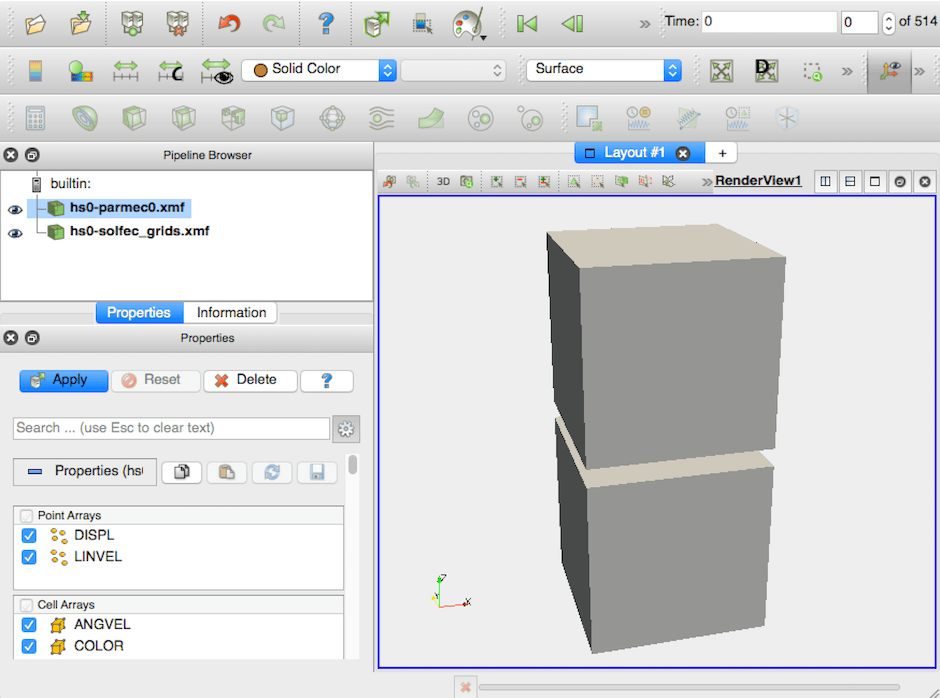 Time: 0 0 of 514
C Solid Color Surface D
Pipeline Browser
Layout #1 +
3D RenderView1
builtin:
hs0-parmec0.xmf
hs0-solfec_grids.xmf
Properties Information
Properties
Apply Reset Delete ?
Search ... (use Esc to clear text)
Properties (hs0
Point Arrays
DISPL
LINVEL
Cell Arrays
ANGVEL
COLOR
Z
Y
X